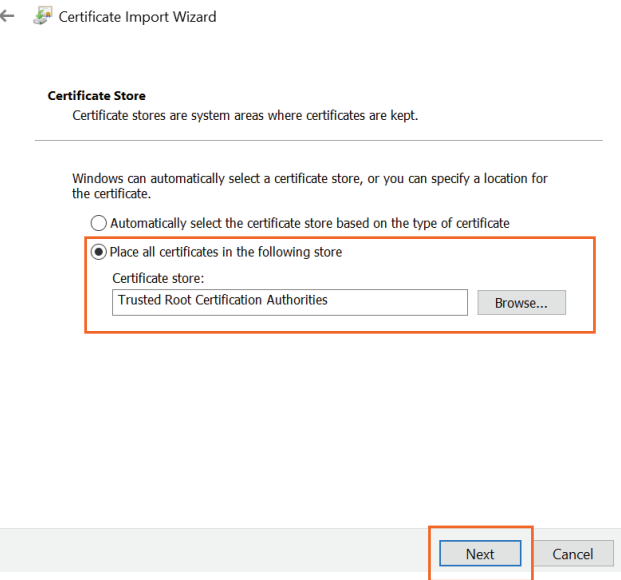 Certificate Import Wizard
Certificate Store
Certificate stores are system areas where certificates are kept.
Windows can automatically select a certificate store, or you can specify a location for
the certificate.
Automatically select the certificate store based on the type of certificate
Place all certificates in the following store
Certificate store:
Trusted Root Certification Authorities
Browse...
Next
Cancel